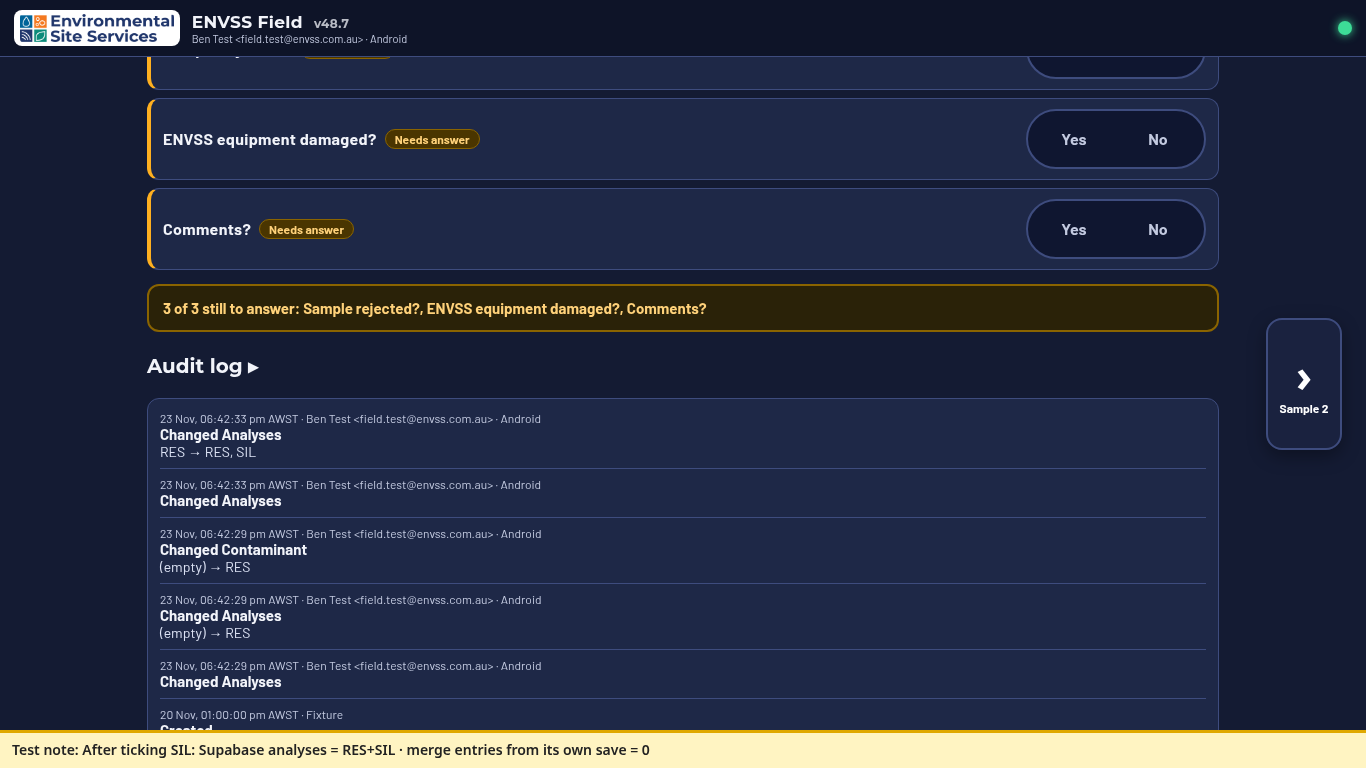 Environmental
Site Services
ENVSS Field v48.7
Ben Test <field.test@envss.com.au> · Android
ENVSS equipment damaged? Needs answer Yes No
Comments? Needs answer Yes No
3 of 3 still to answer: Sample rejected?, ENVSS equipment damaged?, Comments?
Audit log ▸
›
Sample 2
23 Nov, 06:42:33 pm AWST · Ben Test <field.test@envss.com.au> · Android
Changed Analyses
RES → RES, SIL
23 Nov, 06:42:33 pm AWST · Ben Test <field.test@envss.com.au> · Android
Changed Analyses
23 Nov, 06:42:29 pm AWST · Ben Test <field.test@envss.com.au> · Android
Changed Contaminant
(empty) → RES
23 Nov, 06:42:29 pm AWST · Ben Test <field.test@envss.com.au> · Android
Changed Analyses
(empty) → RES
23 Nov, 06:42:29 pm AWST · Ben Test <field.test@envss.com.au> · Android
Changed Analyses
20 Nov, 01:00:00 pm AWST · Fixture
Created
Test note: After ticking SIL: Supabase analyses = RES+SIL · merge entries from its own save = 0